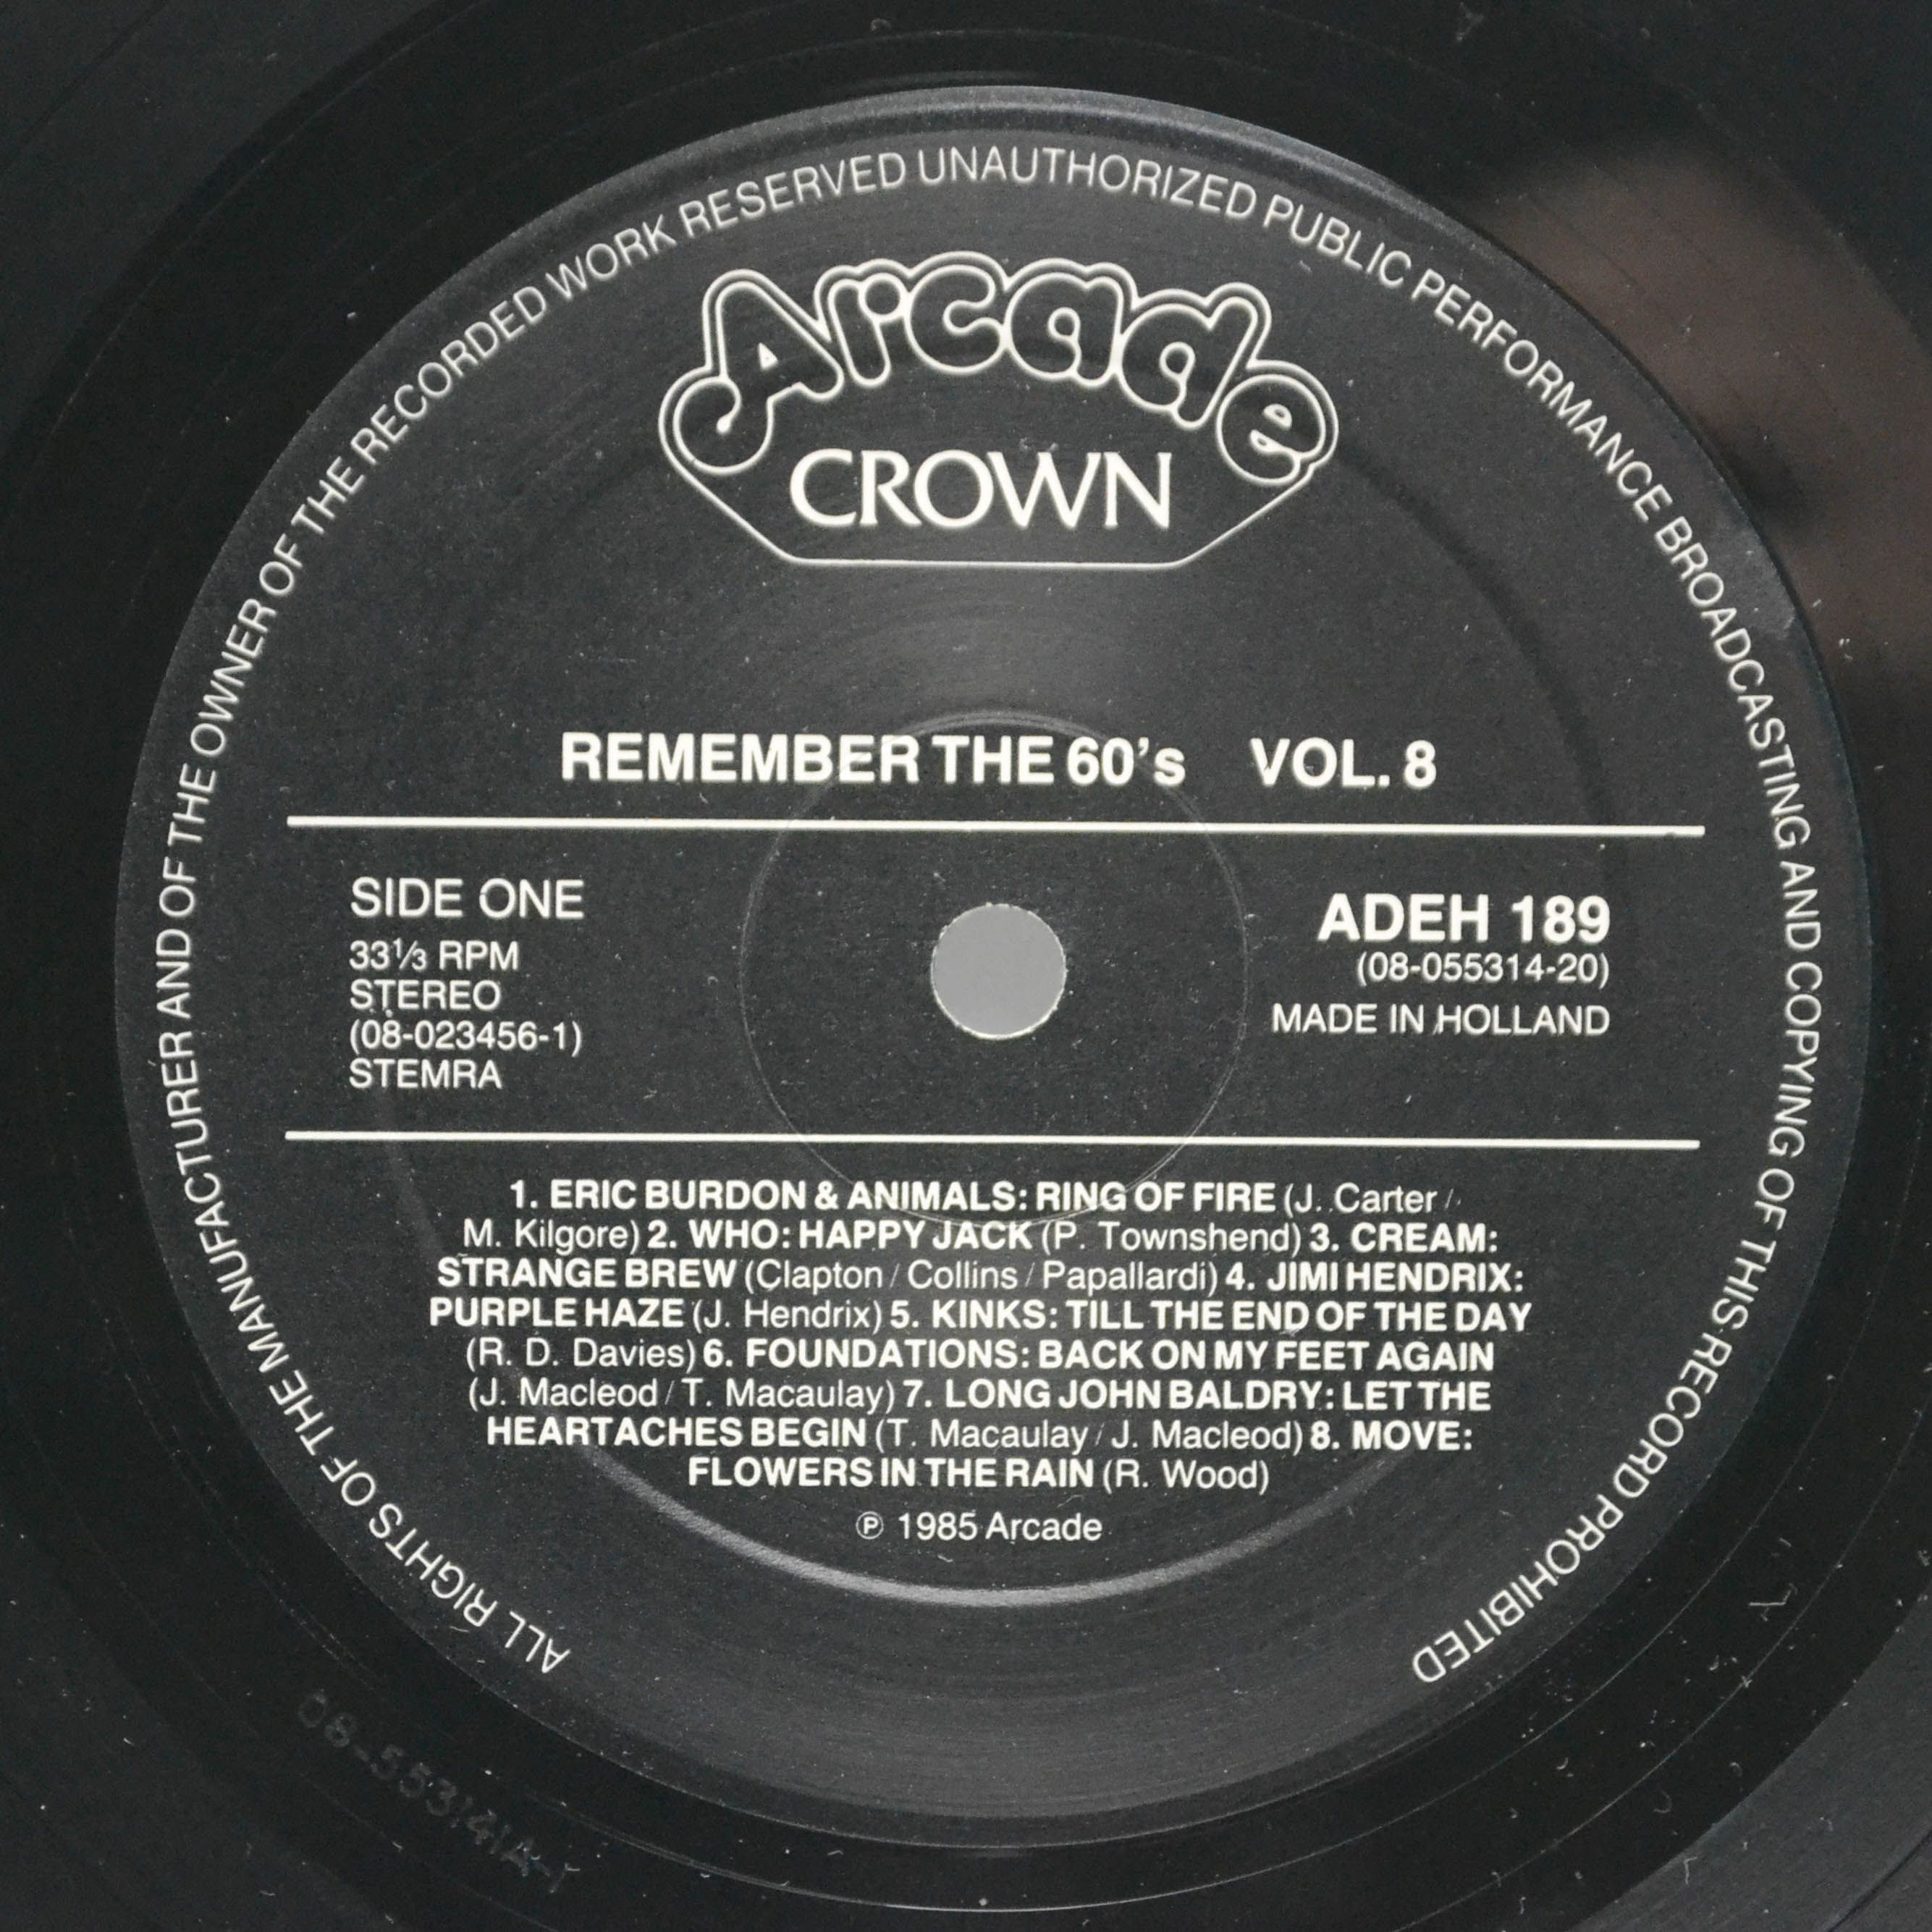 ALL RIGHTS OF THE MANUFACTURER AND OF THE OWNER OF THE RECORDED WORK RESERVED UNAUTHORIZED PUBLIC PERFORMANCE BROADCASTING AND COPYING OF THIS RECORD PROHIBITED
Arcade
CROWN
REMEMBER THE 60's VOL. 8
SIDE ONE
33⅓ RPM
STEREO
(08-023456-1)
STEMRA
ADEH 189
(08-055314-20)
MADE IN HOLLAND
1. ERIC BURDON & ANIMALS: RING OF FIRE (J. Carter /
M. Kilgore) 2. WHO: HAPPY JACK (P. Townshend) 3. CREAM:
STRANGE BREW (Clapton / Collins / Papallardi) 4. JIMI HENDRIX:
PURPLE HAZE (J. Hendrix) 5. KINKS: TILL THE END OF THE DAY
(R. D. Davies) 6. FOUNDATIONS: BACK ON MY FEET AGAIN
(J. Macleod / T. Macaulay) 7. LONG JOHN BALDRY: LET THE
HEARTACHES BEGIN (T. Macaulay / J. Macleod) 8. MOVE:
FLOWERS IN THE RAIN (R. Wood)
℗ 1985 Arcade